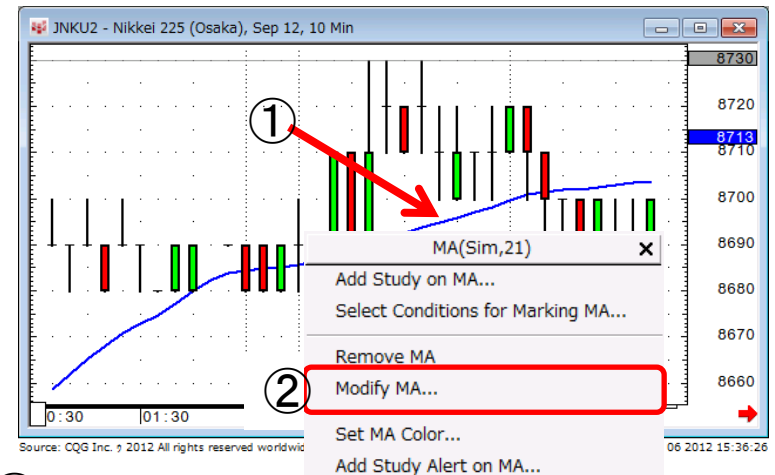 JNKU2 - Nikkei 225 (Osaka), Sep 12, 10 Min
8730
8720
8713
8710
8700
8690
8680
8670
8660
①
MA(Sim,21)
Add Study on MA...
Select Conditions for Marking MA...
Remove MA
② Modify MA...
Set MA Color...
Add Study Alert on MA...
0:30 01:30
Source: CQG Inc. 2012 All rights reserved worldwid
06 2012 15:36:26